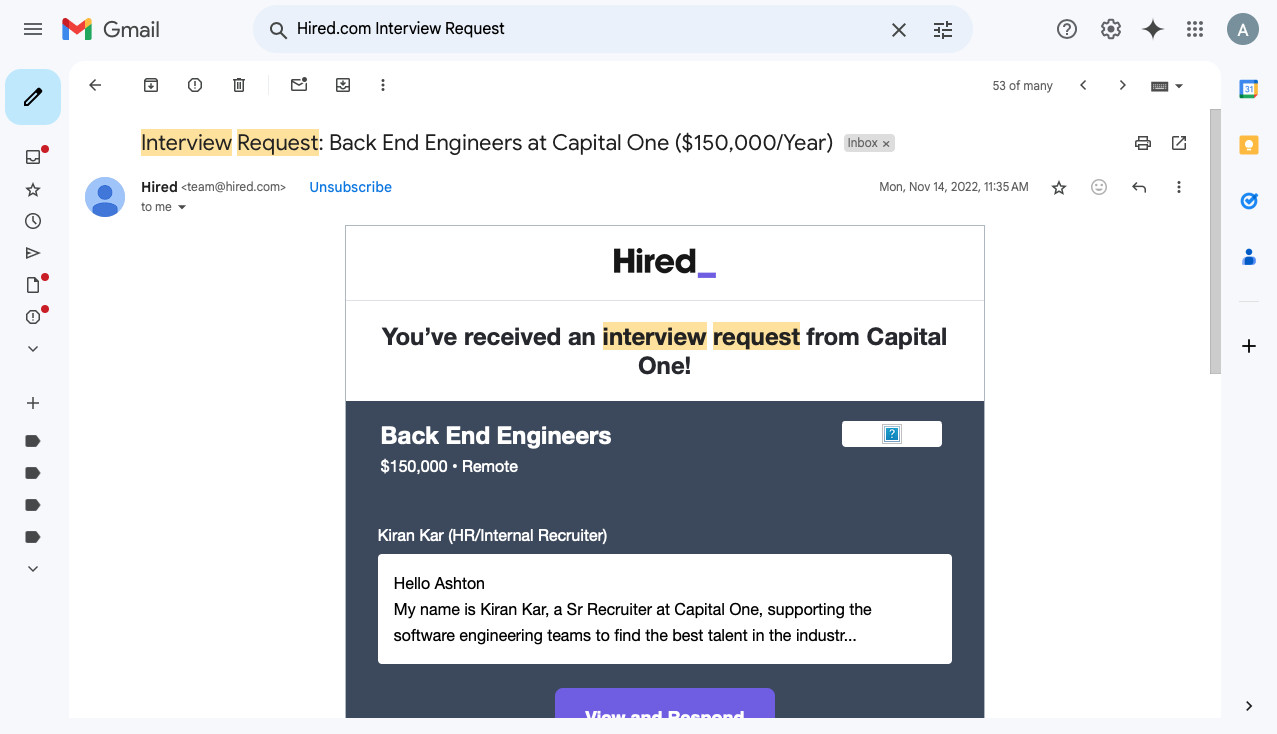 Gmail
Hired.com Interview Request
A
53 of many
Interview Request: Back End Engineers at Capital One ($150,000/Year)
Inbox ×
Hired <team@hired.com> Unsubscribe
Mon, Nov 14, 2022, 11:35 AM
to me
31
Hired_
You’ve received an interview request from Capital
One!
Back End Engineers
?
$150,000 • Remote
Kiran Kar (HR/Internal Recruiter)
Hello Ashton
My name is Kiran Kar, a Sr Recruiter at Capital One, supporting the
software engineering teams to find the best talent in the industr...
View and Respond